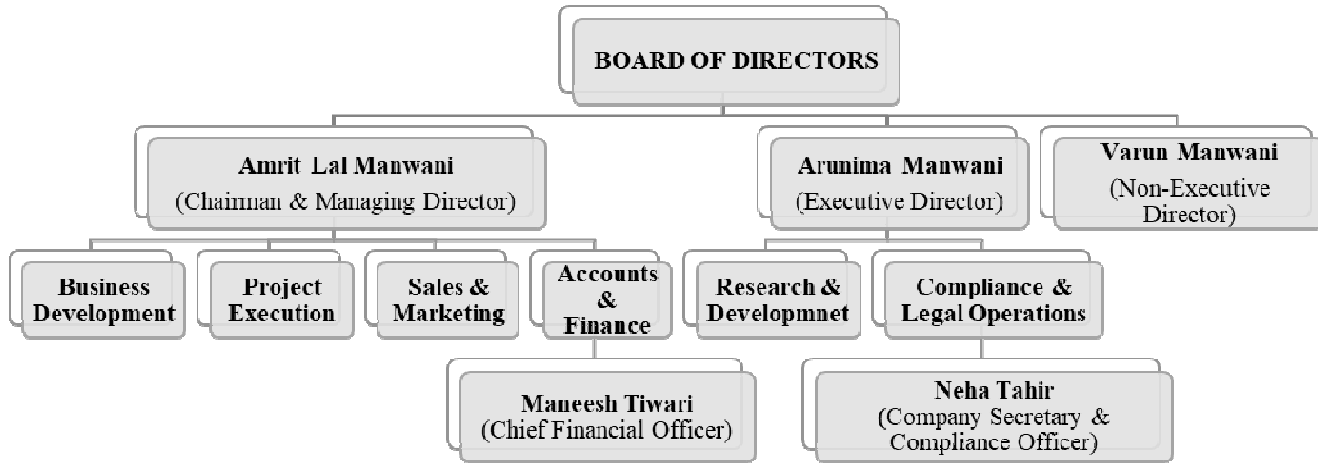 BOARD OF DIRECTORS
Amrit Lal Manwani
(Chairman & Managing Director)
Arunima Manwani
(Executive Director)
Varun Manwani
(Non-Executive
Director)
Business
Development
Project
Execution
Sales &
Marketing
Accounts
&
Finance
Research &
Developmnet
Compliance &
Legal Operations
Maneesh Tiwari
(Chief Financial Officer)
Neha Tahir
(Company Secretary &
Compliance Officer)